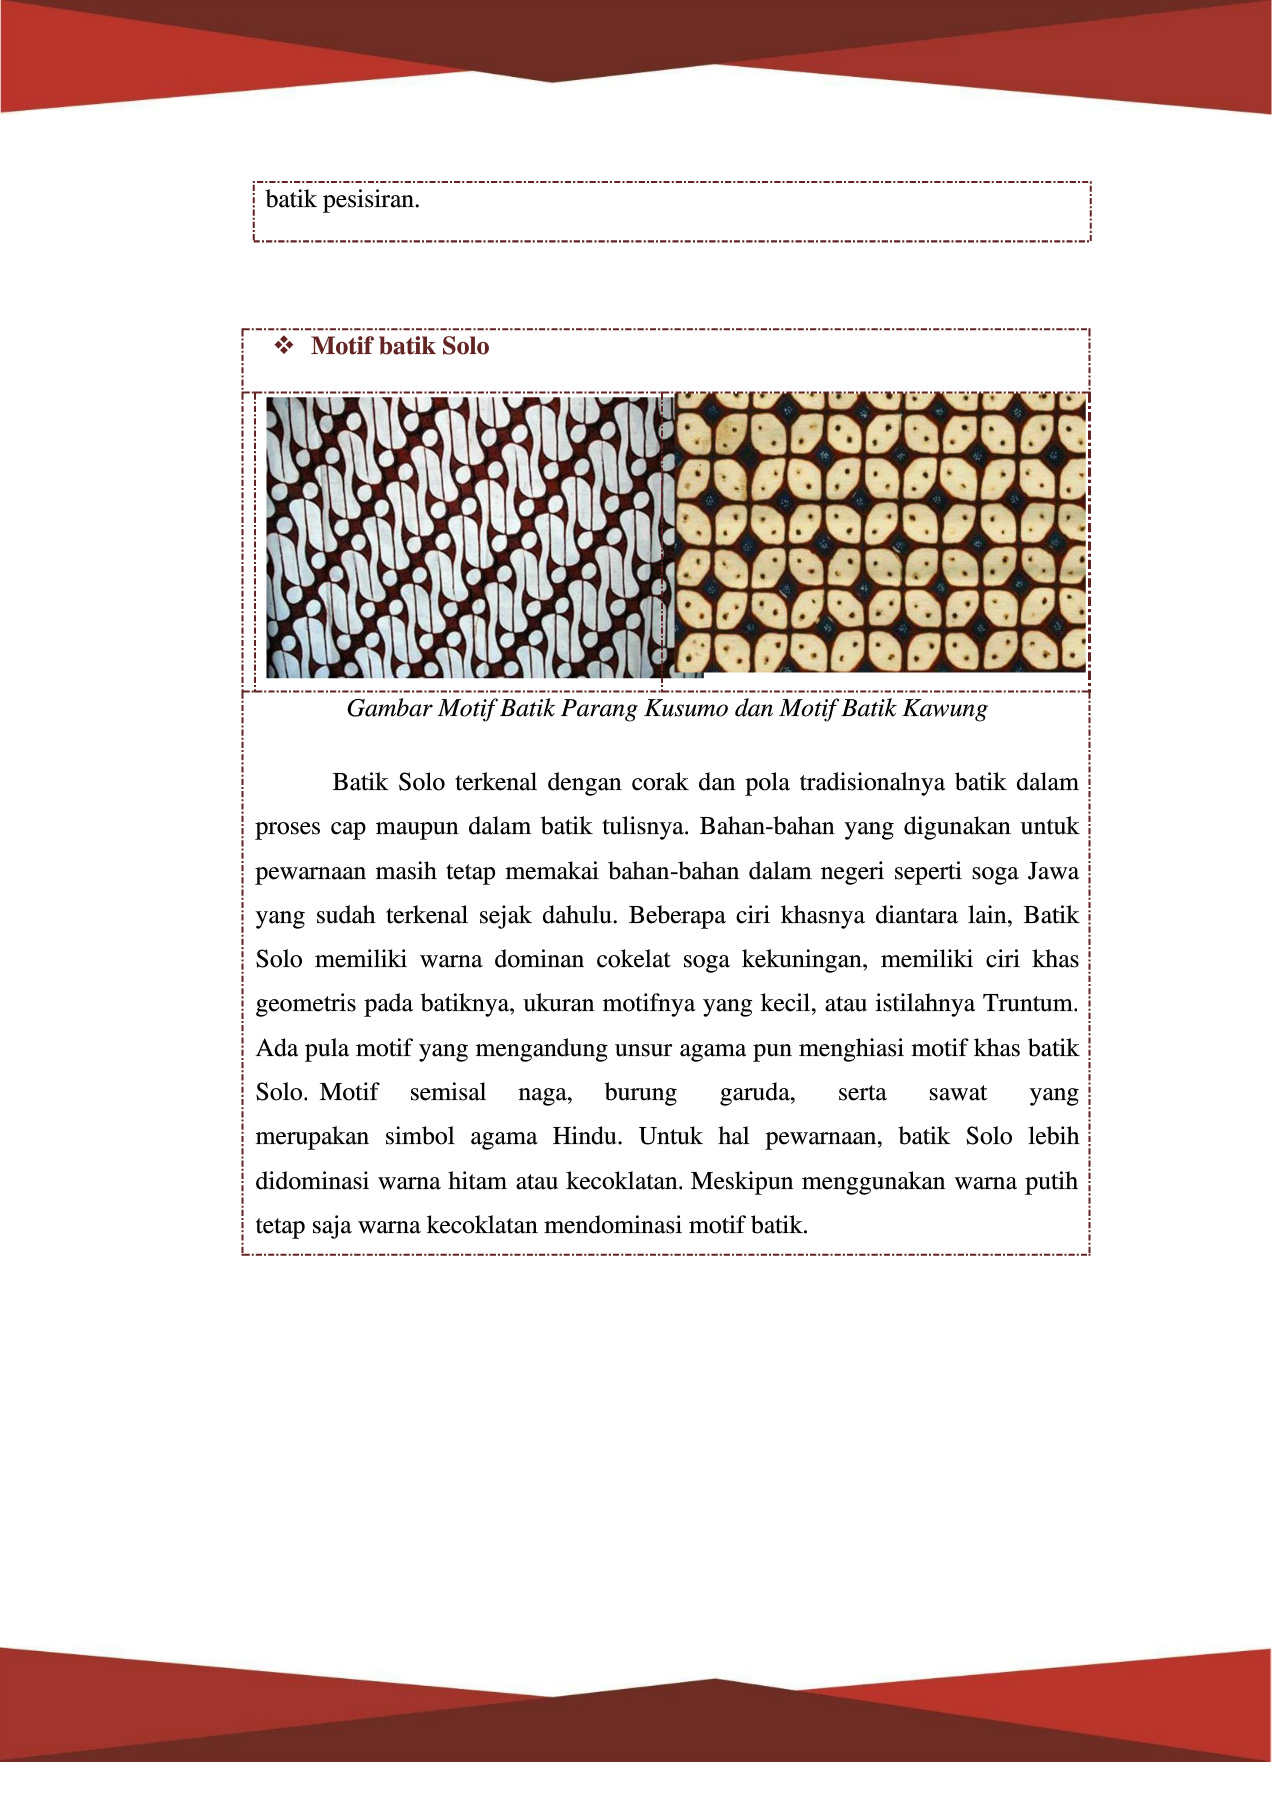 batik pesisiran.
❖ Motif batik Solo
Gambar Motif Batik Parang Kusumo dan Motif Batik Kawung
Batik Solo terkenal dengan corak dan pola tradisionalnya batik dalam
proses cap maupun dalam batik tulisnya. Bahan-bahan yang digunakan untuk
pewarnaan masih tetap memakai bahan-bahan dalam negeri seperti soga Jawa
yang sudah terkenal sejak dahulu. Beberapa ciri khasnya diantara lain, Batik
Solo memiliki warna dominan cokelat soga kekuningan, memiliki ciri khas
geometris pada batiknya, ukuran motifnya yang kecil, atau istilahnya Truntum.
Ada pula motif yang mengandung unsur agama pun menghiasi motif khas batik
Solo. Motif semisal naga, burung garuda, serta sawat yang
merupakan simbol agama Hindu. Untuk hal pewarnaan, batik Solo lebih
didominasi warna hitam atau kecoklatan. Meskipun menggunakan warna putih
tetap saja warna kecoklatan mendominasi motif batik.